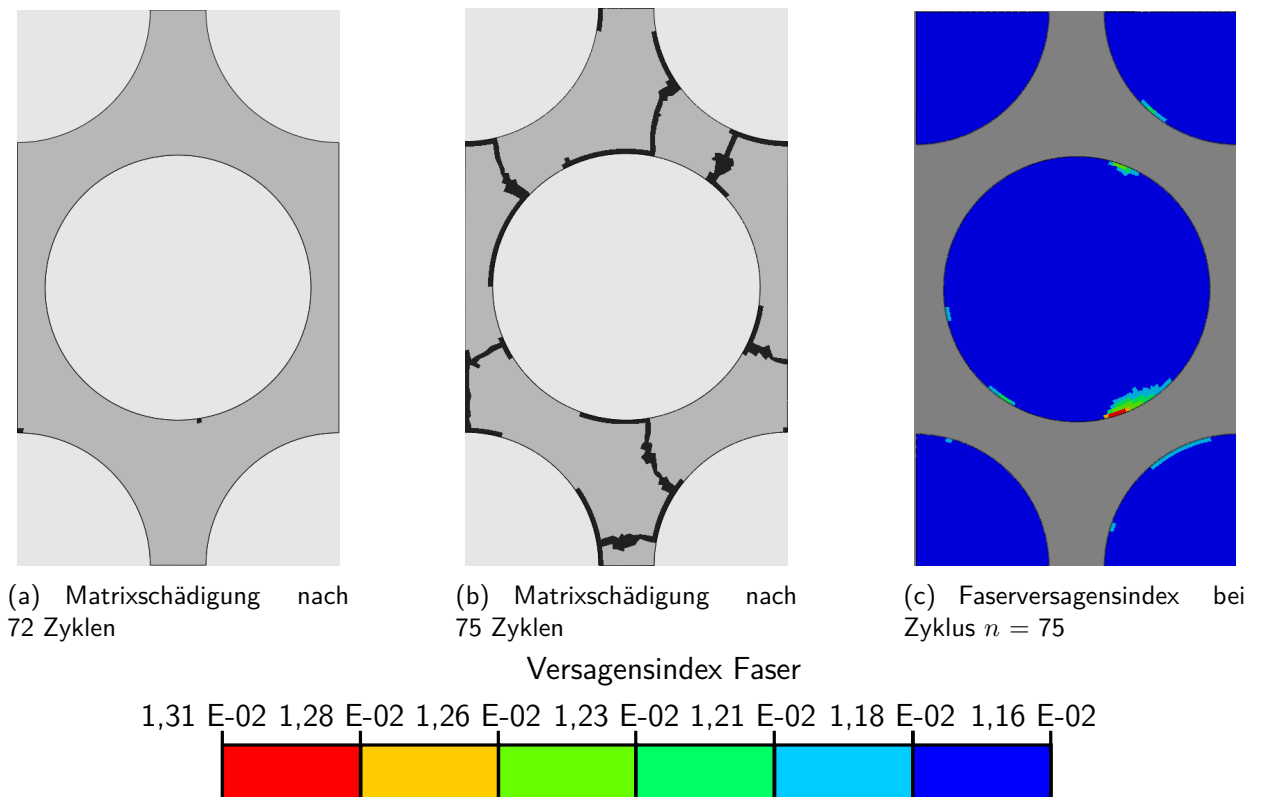 (a) Matrixschädigung nach
72 Zyklen
(b) Matrixschädigung nach
75 Zyklen
(c) Faserversagensindex bei
Zyklus n = 75
Versagensindex Faser
1,31 E-02 1,28 E-02 1,26 E-02 1,23 E-02 1,21 E-02 1,18 E-02 1,16 E-02